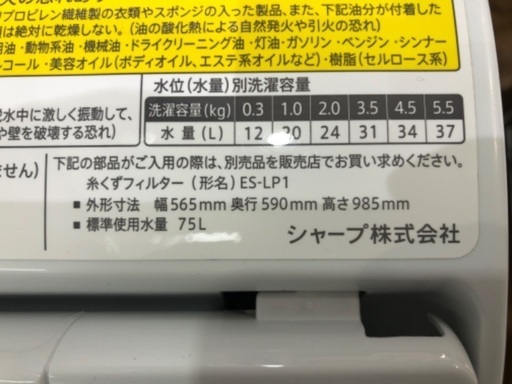 プロピレン繊維製の衣類やスポンジの入った製品、また、下記油分が付着した
は絶対に乾燥しない。(油の酸化熱による自然発火や引火の恐れ)
用油・動物系油・機械油・ドライクリーニング油・灯油・ガソリン・ベンジン・シンナー
ルコール・美容オイル(ボディオイル、エステ系オイルなど)・樹脂(セルロース系)
水位(水量)別洗濯容量
水中に激しく振動して、
や壁を破壊する恐れ)
洗濯容量(kg) 0.3 1.0 2.0 3.5 4.5 5.5
水量(L) 12 20 24 31 34 37
ません)
下記の部品がご入用の際は、別売品を販売店でお買い求めください。
糸くずフィルター(形名)ES-LP1
■外形寸法 幅565mm 奥行590mm 高さ985mm
■標準使用水量 75L
シャープ株式会社